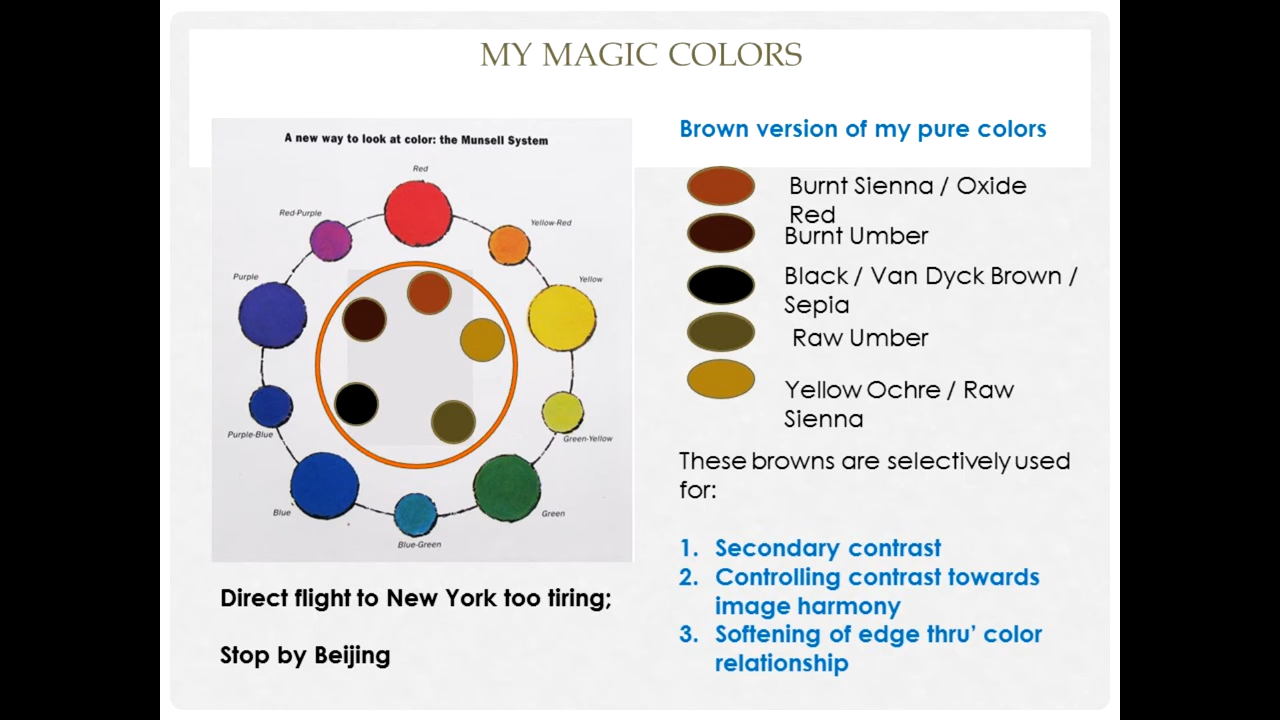 MY MAGIC COLORS
A new way to look at color: the Munsell System
Red
Red-Purple
Yellow-Red
Purple
Yellow
Purple-Blue
Green-Yellow
Blue
Green
Blue-Green
Direct flight to New York too tiring;
Stop by Beijing
Brown version of my pure colors
Burnt Sienna / Oxide
Red
Burnt Umber
Black / Van Dyck Brown /
Sepia
Raw Umber
Yellow Ochre / Raw
Sienna
These browns are selectively used
for:
1. Secondary contrast
2. Controlling contrast towards
image harmony
3. Softening of edge thru’ color
relationship